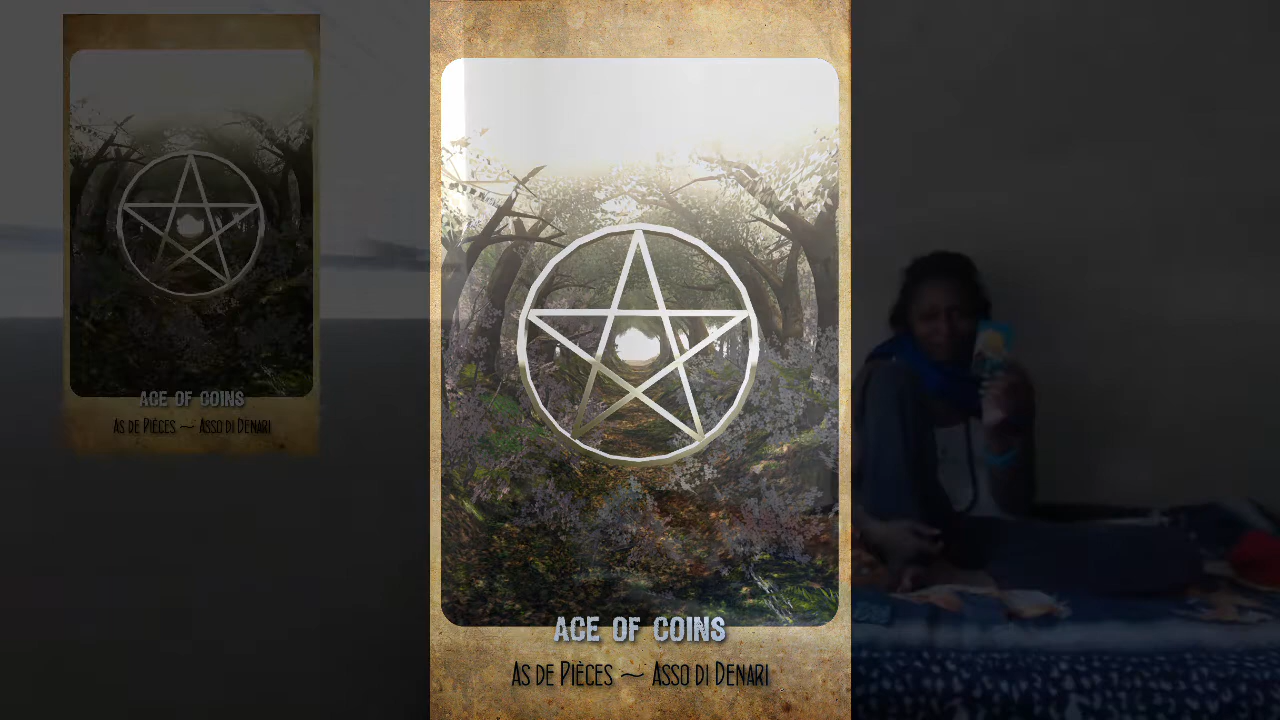 ACE OF COINS
AS DE PIÈCES ~ ASSO DI DENARI
ACE OF COINS
AS DE PIÈCES ~ ASSO DI DENARI